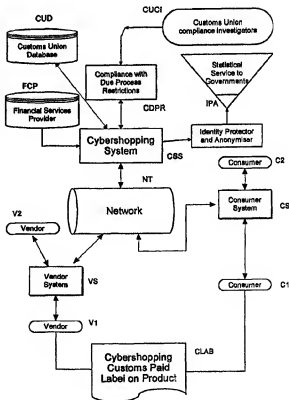 CUD
CUCI
Customs Union
Database
Customs Union
compliance investigators
Statistical
Service to
Governments
Compliance with
Due Process
Restrictions
FCP
CDPR
IPA
Financial Services
Provider
Cybershopping
System
Identity Protector
and Anonymiser
CSS
C2
NT
Consumer
V2
Network
Consumer
System
CS
Vendor
Vendor
System
VS
Consumer
C1
Vendor
V1
CLAB
Cybershopping
Customs Paid
Label on Product